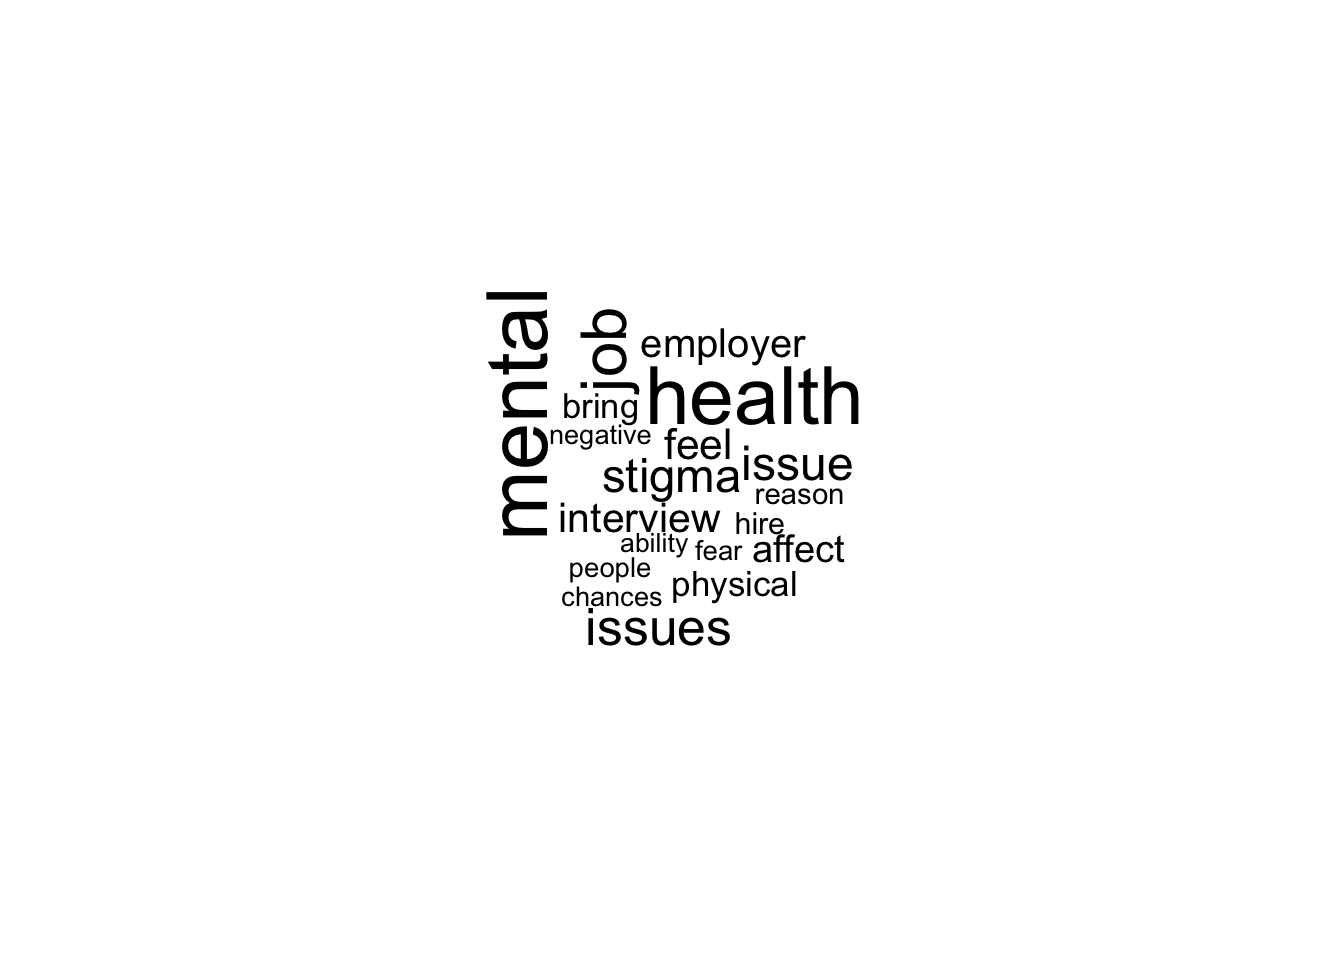 mental
job
employer
health
bring
negative
feel
issue
stigma
reason
interview
hire
ability
fear
affect
people
physical
chances
issues